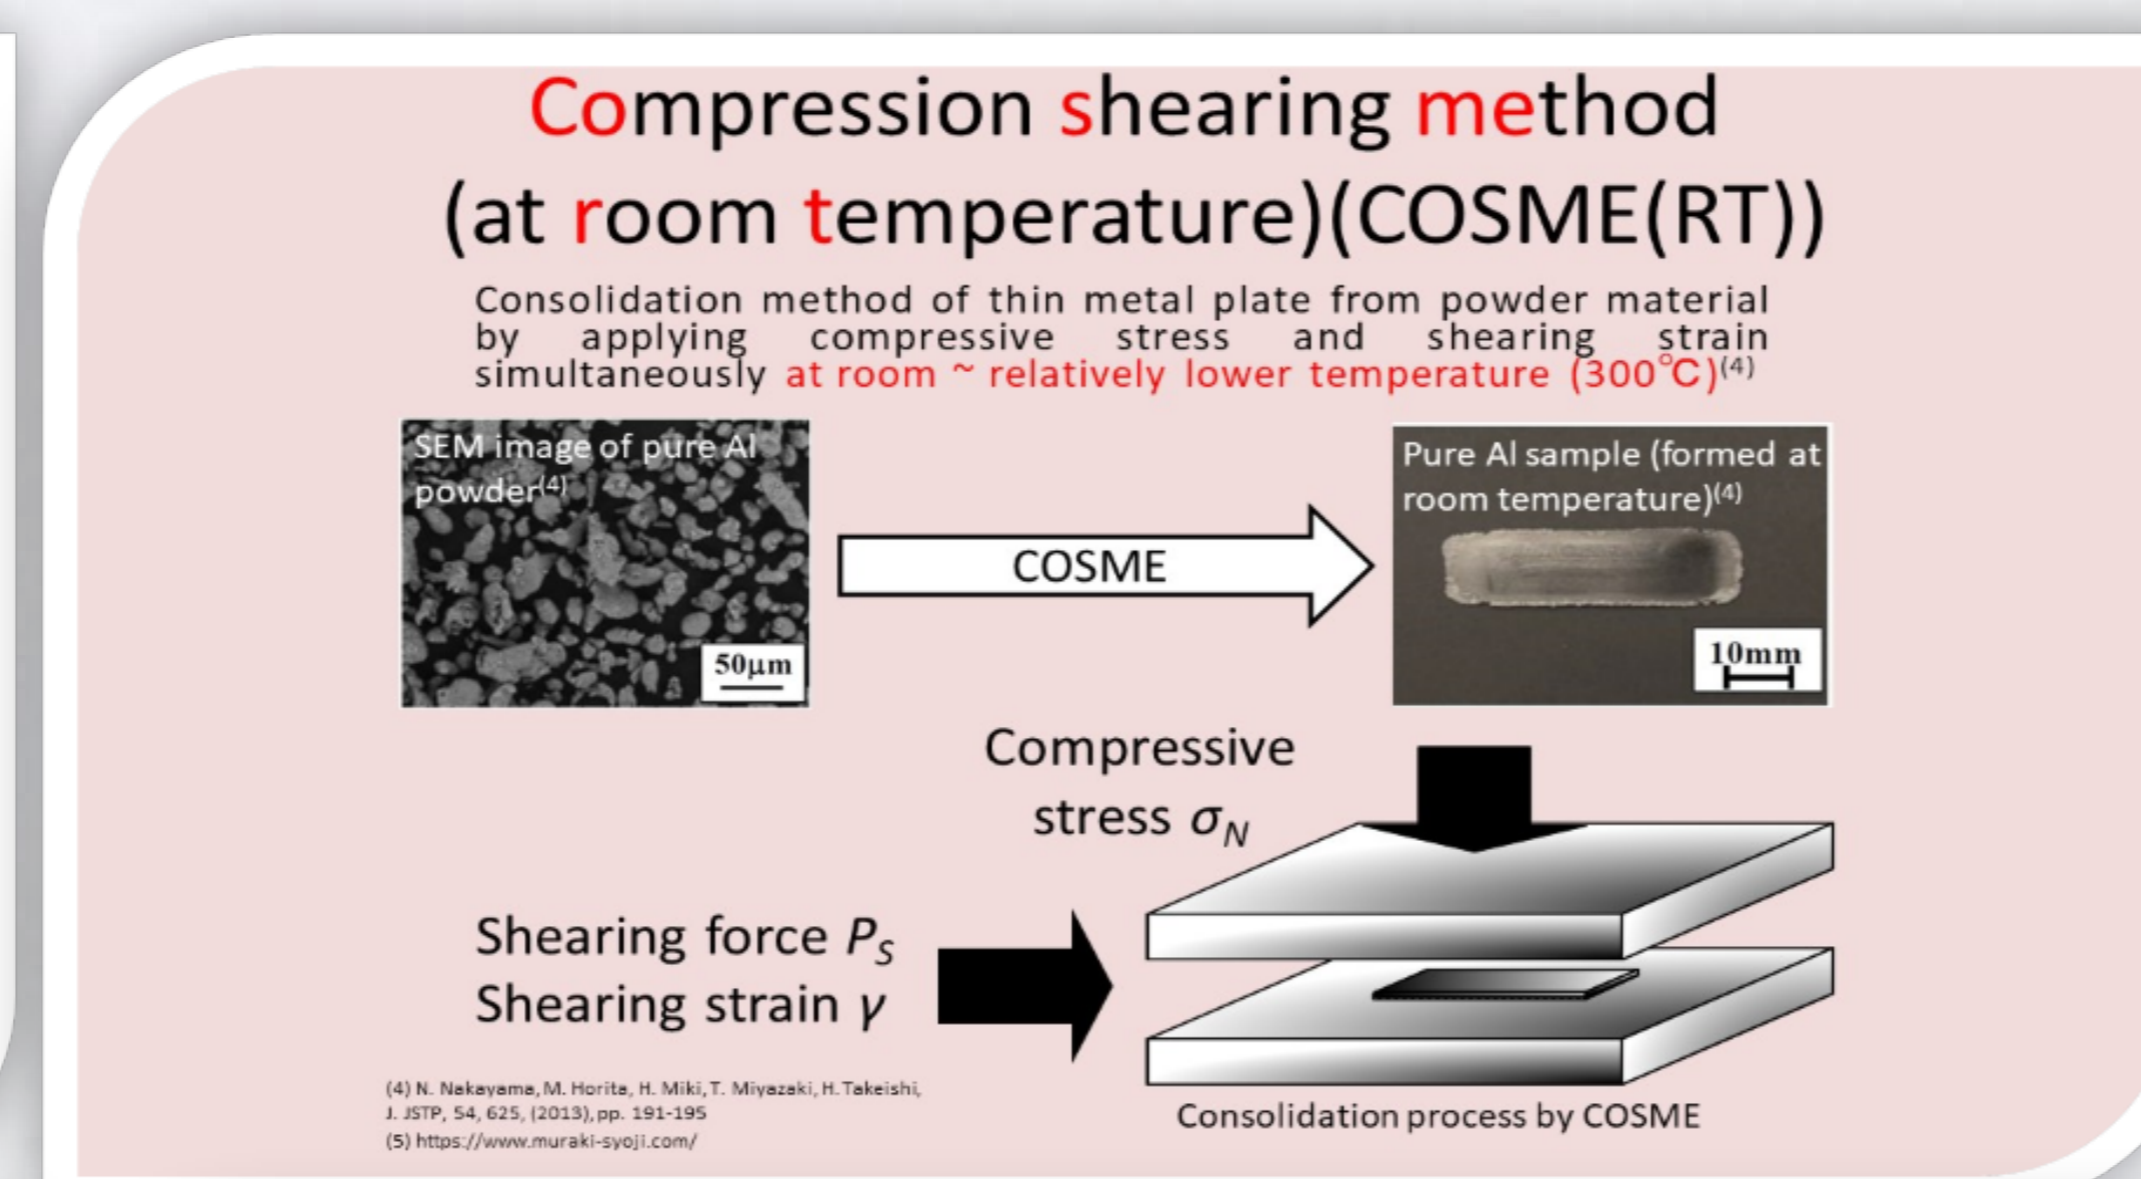 Compression shearing method
(at room temperature)(COSME(RT))
Consolidation method of thin metal plate from powder material
by applying compressive stress and shearing strain
simultaneously at room ~ relatively lower temperature (300℃)(4)
SEM image of pure Al
powder(4)
50μm
COSME
Pure Al sample (formed at
room temperature)(4)
10mm
Compressive
stress σN
Shearing force PS
Shearing strain γ
Consolidation process by COSME
(4) N. Nakayama, M. Horita, H. Miki, T. Miyazaki, H. Takeishi,
J. JSTP, 54, 625, (2013), pp. 191-195
(5) https://www.muraki-syoji.com/